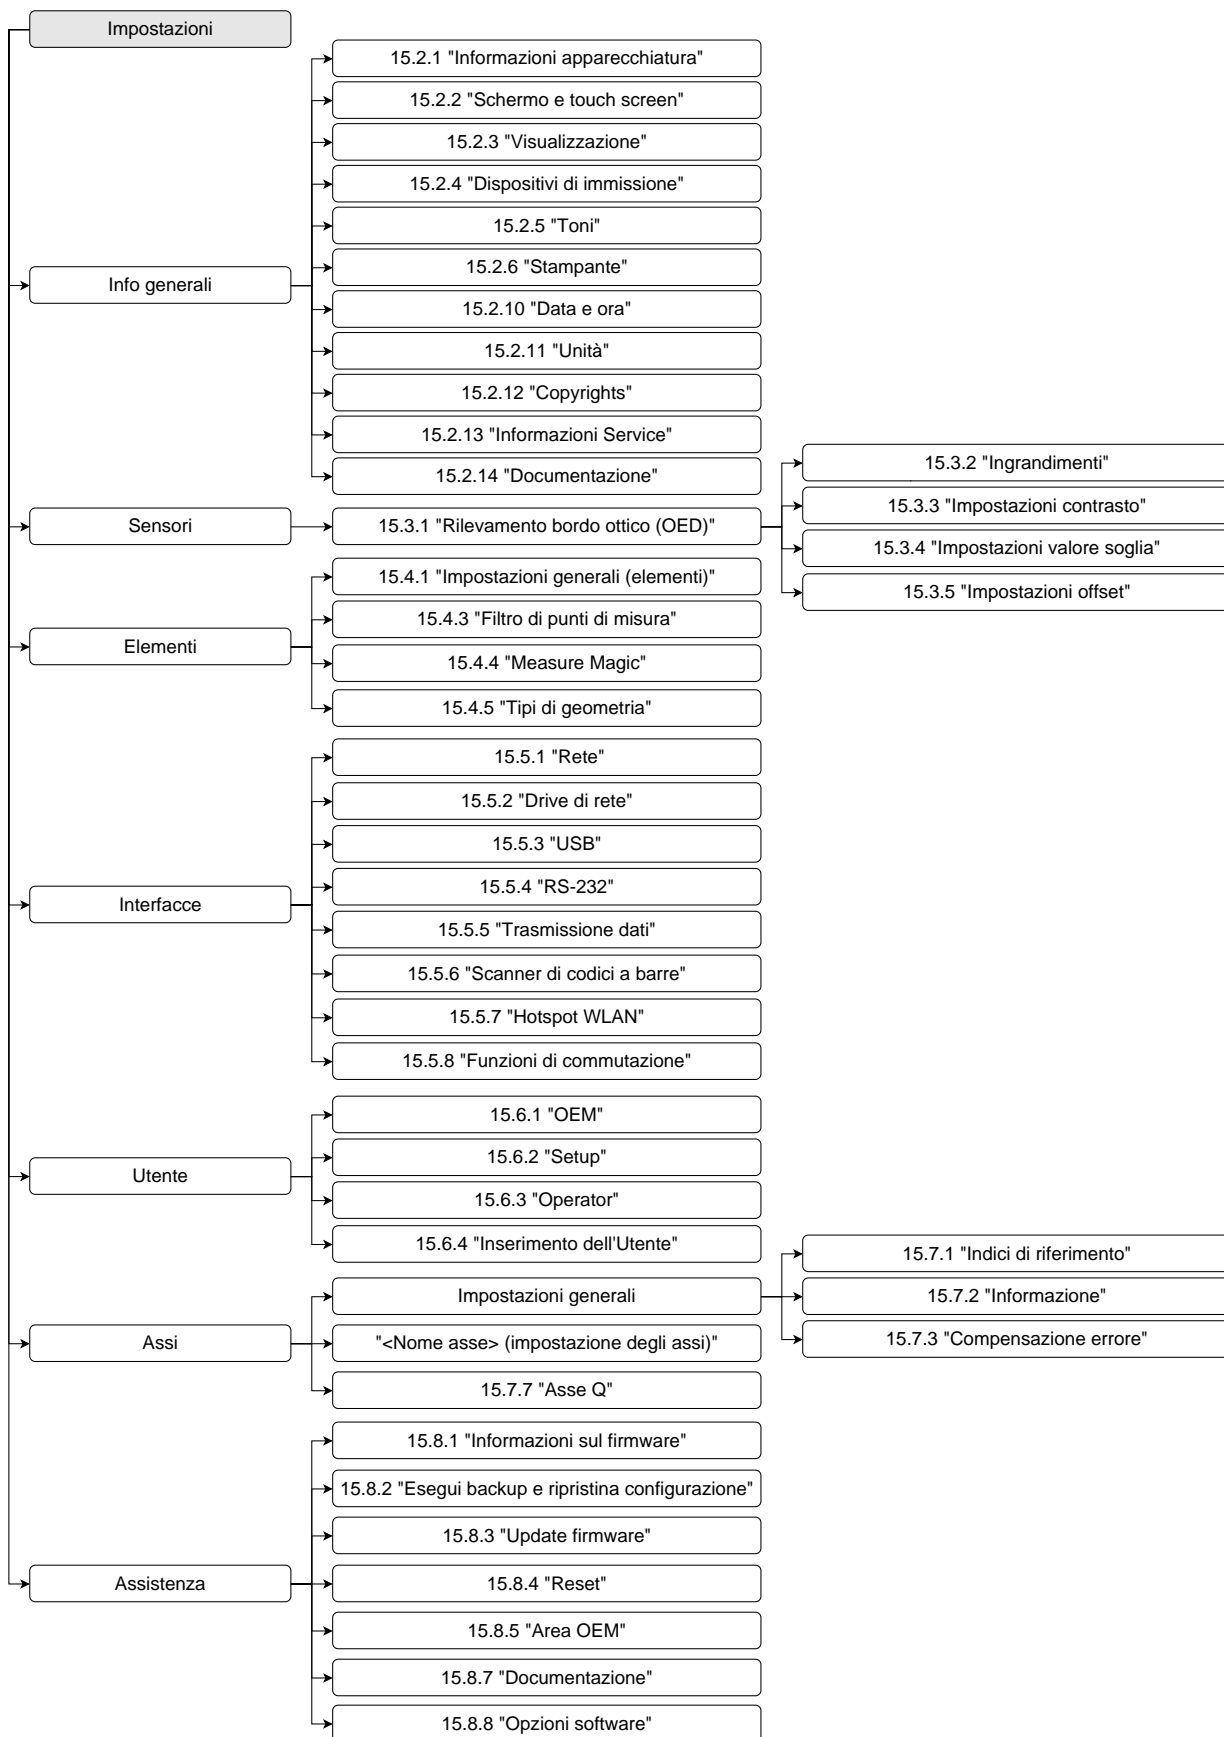 Impostazioni
Info generali
15.2.1 "Informazioni apparecchiatura"
15.2.2 "Schermo e touch screen"
15.2.3 "Visualizzazione"
15.2.4 "Dispositivi di immissione"
15.2.5 "Toni"
15.2.6 "Stampante"
15.2.10 "Data e ora"
15.2.11 "Unità"
15.2.12 "Copyrights"
15.2.13 "Informazioni Service"
15.2.14 "Documentazione"
Sensori
15.3.1 "Rilevamento bordo ottico (OED)"
15.3.2 "Ingrandimenti"
15.3.3 "Impostazioni contrasto"
15.3.4 "Impostazioni valore soglia"
15.3.5 "Impostazioni offset"
Elementi
15.4.1 "Impostazioni generali (elementi)"
15.4.3 "Filtro di punti di misura"
15.4.4 "Measure Magic"
15.4.5 "Tipi di geometria"
Interfacce
15.5.1 "Rete"
15.5.2 "Drive di rete"
15.5.3 "USB"
15.5.4 "RS-232"
15.5.5 "Trasmissione dati"
15.5.6 "Scanner di codici a barre"
15.5.7 "Hotspot WLAN"
15.5.8 "Funzioni di commutazione"
Utente
15.6.1 "OEM"
15.6.2 "Setup"
15.6.3 "Operator"
15.6.4 "Inserimento dell'Utente"
Assi
Impostazioni generali
15.7.1 "Indici di riferimento"
15.7.2 "Informazione"
15.7.3 "Compensazione errore"
"<Nome asse> (impostazione degli assi)"
15.7.7 "Asse Q"
Assistenza
15.8.1 "Informazioni sul firmware"
15.8.2 "Esegui backup e ripristina configurazione"
15.8.3 "Update firmware"
15.8.4 "Reset"
15.8.5 "Area OEM"
15.8.7 "Documentazione"
15.8.8 "Opzioni software"